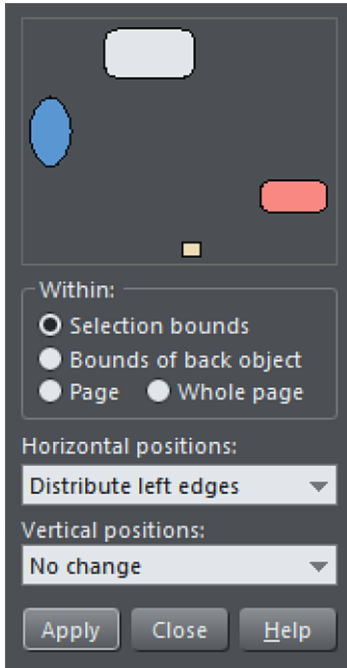 Within:
Selection bounds
Bounds of back object
Page Whole page
Horizontal positions:
Distribute left edges
Vertical positions:
No change
Apply Close Help